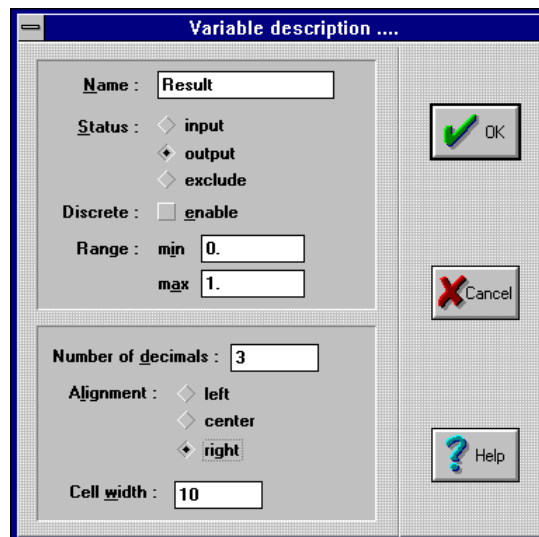 Variable description ....
Name : Result
Status : input
output
exclude
Discrete : enable
Range : min 0.
max 1.
Number of decimals : 3
Alignment : left
center
right
Cell width : 10
OK
Cancel
Help